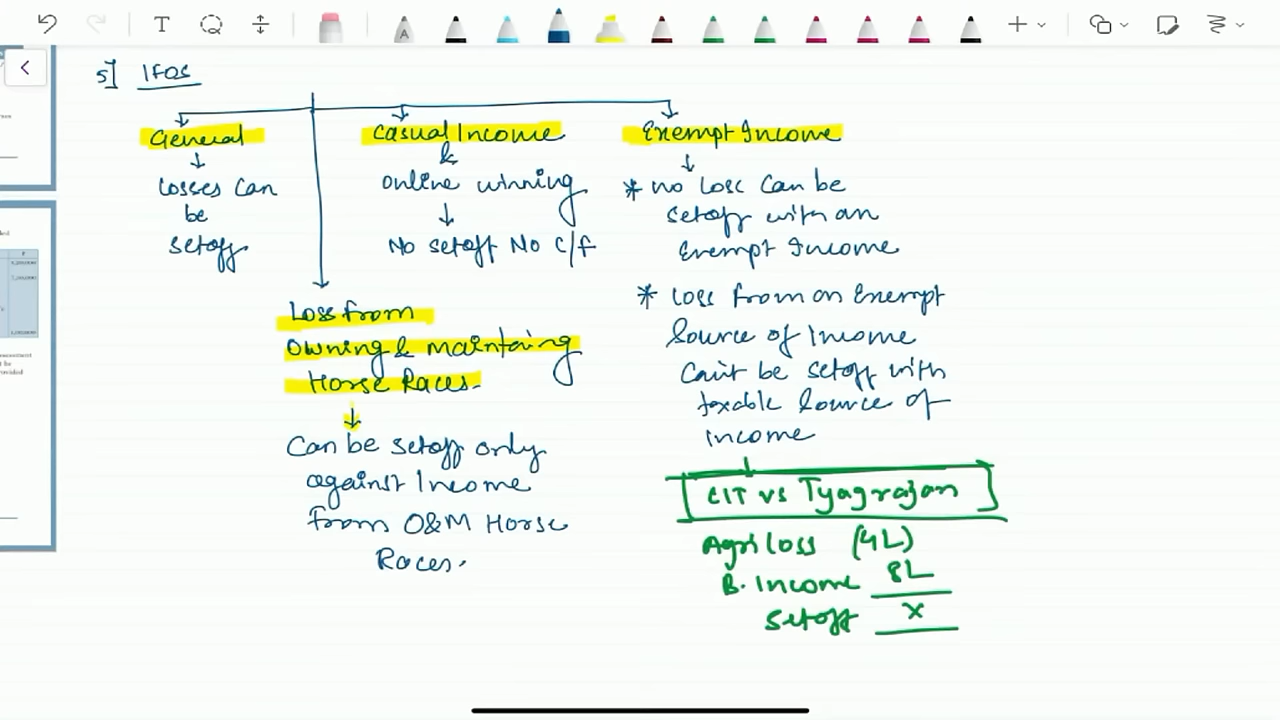 5] IFOS
General
↓
Losses Can
be
setoff
Casual Income
&
online winning
↓
No setoff No C/f
Exempt Income
↓
* no Loss Can be
setoff with an
Exempt Income
* Loss from an Exempt
Source of Income
Can't be setoff with
taxable Source of
income
Loss from
Owning & maintaing
Horse Races.
↓
Can be setoff only
against Income
from O&M Horse
Races.
CIT vs Tyagrajan
Agri loss (4L)
B. Income 8L
Setoff x